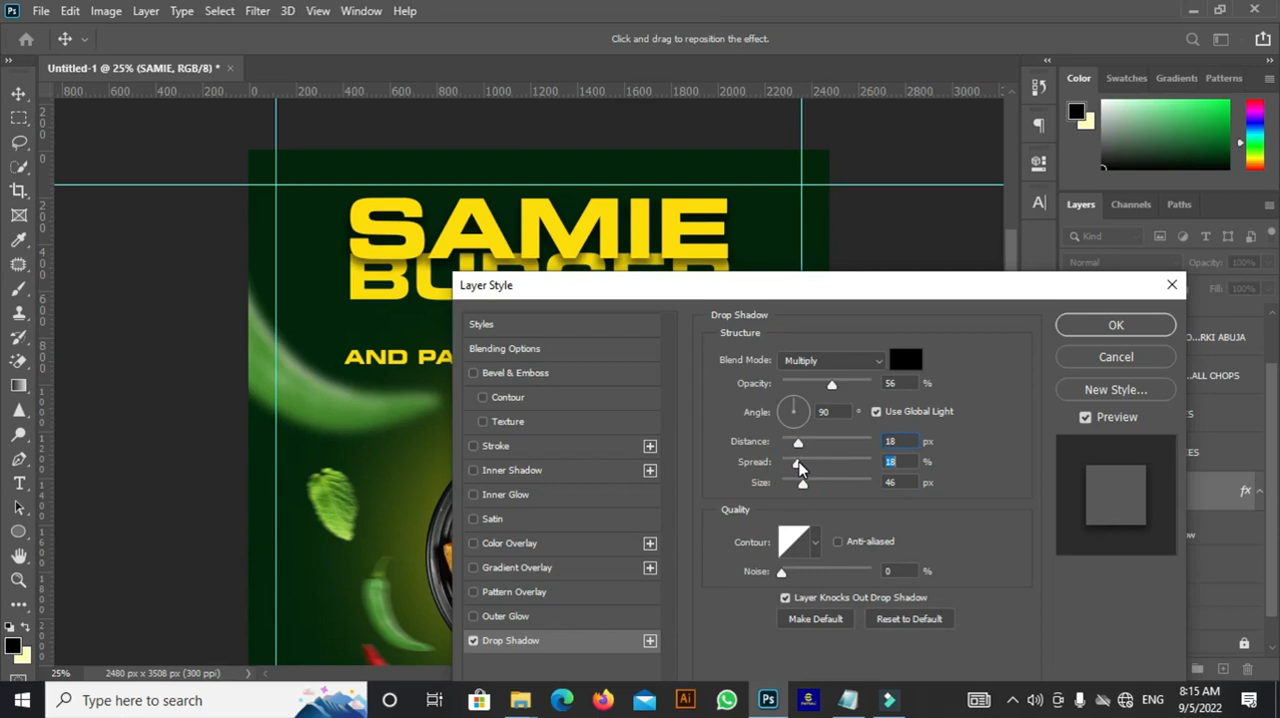 File Edit Image Layer Type Select Filter 3D View Window Help
Click and drag to reposition the effect.
Untitled-1 @ 25% (SAMIE, RGB/8) *
Color Swatches Gradients Patterns
800 600 400 200 0 200 400 600 800 1000 1200 1400 1600 1800 2000 2200 2400 2600 2800 3000
SAMIE
BURGER
AND PA
Layers Channels Paths
Kind
Normal Opacity: 100%
Fill: 100%
...RKI ABUJA
...ALL CHOPS
ES
ECES
fx
Layer Style
Styles
Blending Options
Bevel & Emboss
Contour
Texture
Stroke
Inner Shadow
Inner Glow
Satin
Color Overlay
Gradient Overlay
Pattern Overlay
Outer Glow
Drop Shadow
Drop Shadow
Structure
Blend Mode: Multiply
Opacity: 56 %
Angle: 90 ° Use Global Light
Distance: 18 px
Spread: 18 %
Size: 46 px
Quality
Contour: Anti-aliased
Noise: 0 %
Layer Knocks Out Drop Shadow
Make Default Reset to Default
OK
Cancel
New Style...
Preview
25% 2480 px x 3508 px (300 ppi)
Type here to search
ENG
8:15 AM
9/5/2022